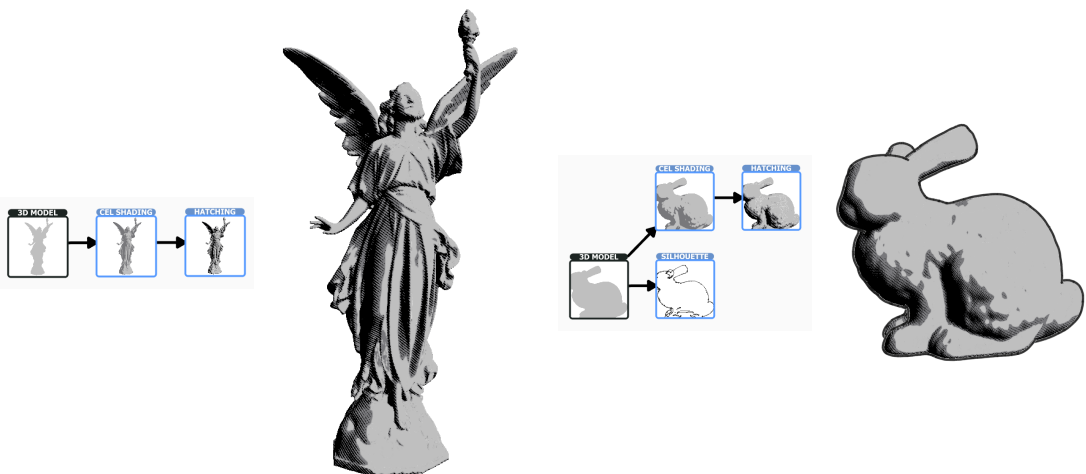 3D MODEL
CEL SHADING
HATCHING
CEL SHADING
HATCHING
3D MODEL
SILHOUETTE